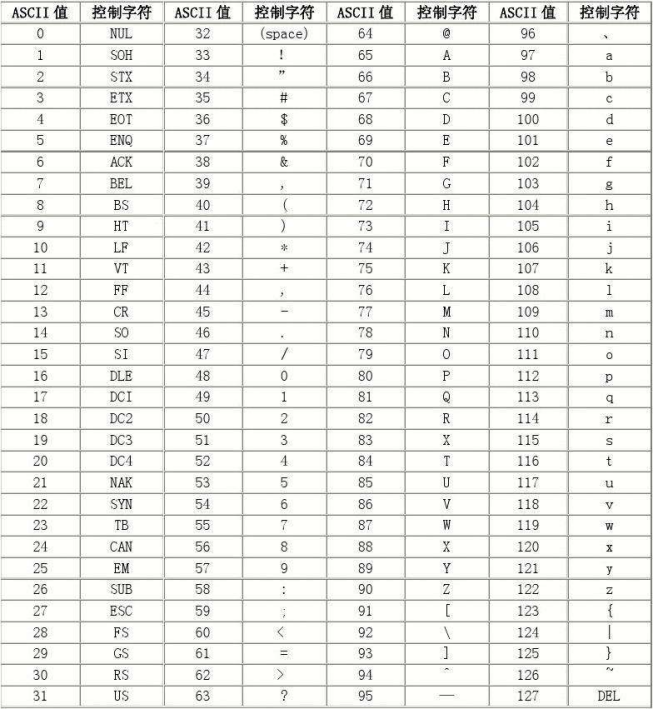 ASCII 值 控制字符 ASCII 值 控制字符 ASCII 值 控制字符 ASCII 值 控制字符
0 NUL 32 (space) 64 @ 96 、
1 SOH 33 ! 65 A 97 a
2 STX 34 ” 66 B 98 b
3 ETX 35 # 67 C 99 c
4 EOT 36 $ 68 D 100 d
5 ENQ 37 % 69 E 101 e
6 ACK 38 & 70 F 102 f
7 BEL 39 , 71 G 103 g
8 BS 40 ( 72 H 104 h
9 HT 41 ) 73 I 105 i
10 LF 42 * 74 J 106 j
11 VT 43 + 75 K 107 k
12 FF 44 , 76 L 108 l
13 CR 45 - 77 M 109 m
14 SO 46 . 78 N 110 n
15 SI 47 / 79 O 111 o
16 DLE 48 0 80 P 112 p
17 DCI 49 1 81 Q 113 q
18 DC2 50 2 82 R 114 r
19 DC3 51 3 83 X 115 s
20 DC4 52 4 84 T 116 t
21 NAK 53 5 85 U 117 u
22 SYN 54 6 86 V 118 v
23 TB 55 7 87 W 119 w
24 CAN 56 8 88 X 120 x
25 EM 57 9 89 Y 121 y
26 SUB 58 : 90 Z 122 z
27 ESC 59 ; 91 [ 123 {
28 FS 60 < 92 \ 124 |
29 GS 61 = 93 ] 125 }
30 RS 62 > 94 ^ 126 ~
31 US 63 ? 95 — 127 DEL